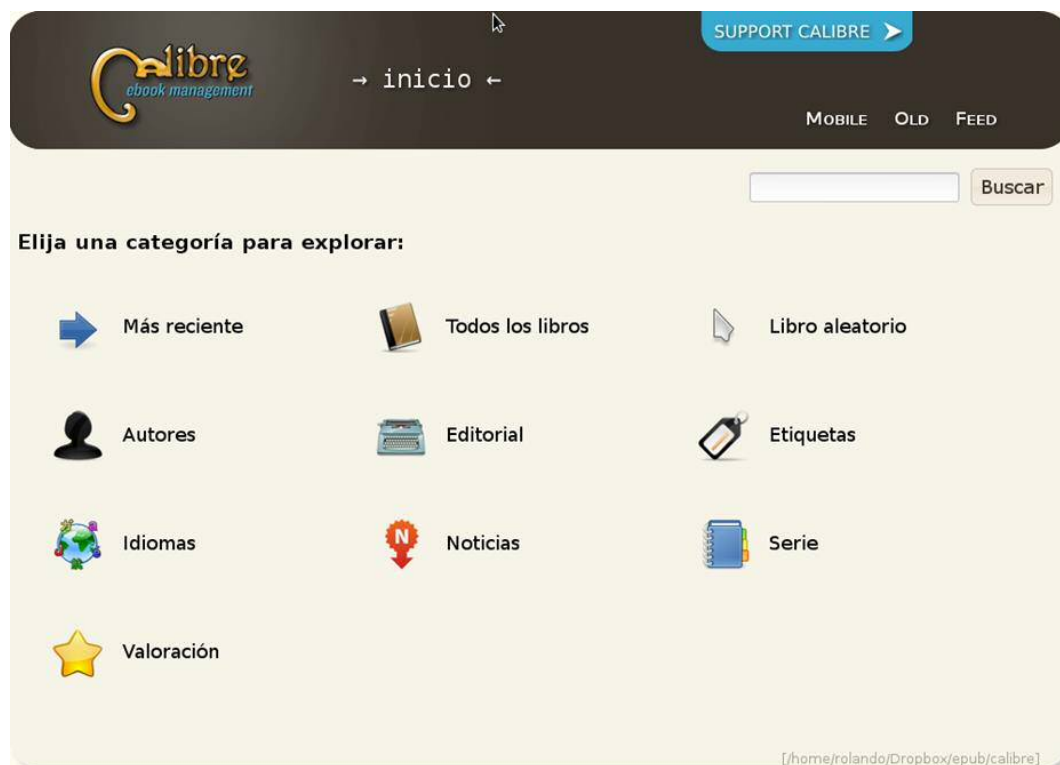 SUPPORT CALIBRE
Calibre
ebook management
→ inicio ←
Mobile Old Feed
Buscar
Elija una categoría para explorar:
Más reciente
Todos los libros
Libro aleatorio
Autores
Editorial
Etiquetas
Idiomas
N
Noticias
Serie
Valoración
[/home/rolando/Dropbox/epub/calibre]